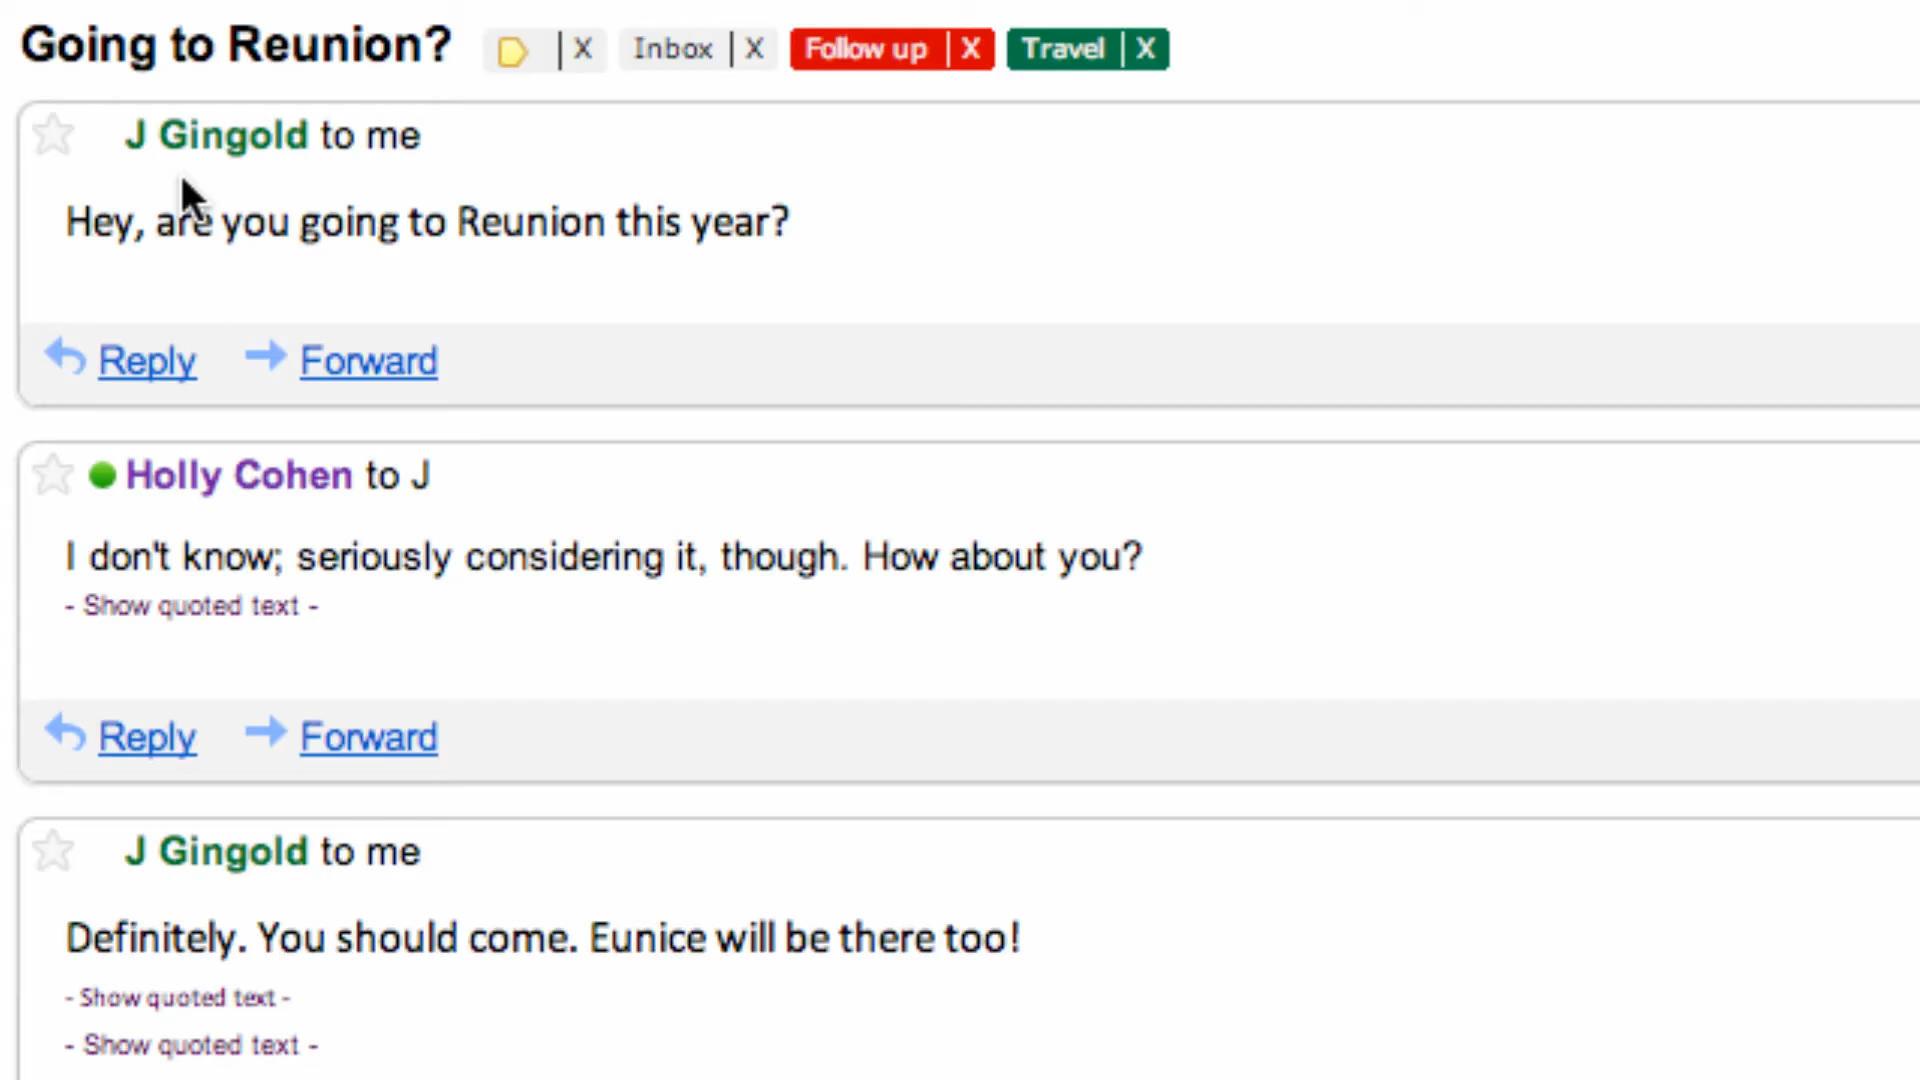 Going to Reunion? | X Inbox | X Follow up | X Travel | X
J Gingold to me
Hey, are you going to Reunion this year?
Reply Forward
Holly Cohen to J
I don't know; seriously considering it, though. How about you?
- Show quoted text -
Reply Forward
J Gingold to me
Definitely. You should come. Eunice will be there too!
- Show quoted text -
- Show quoted text -